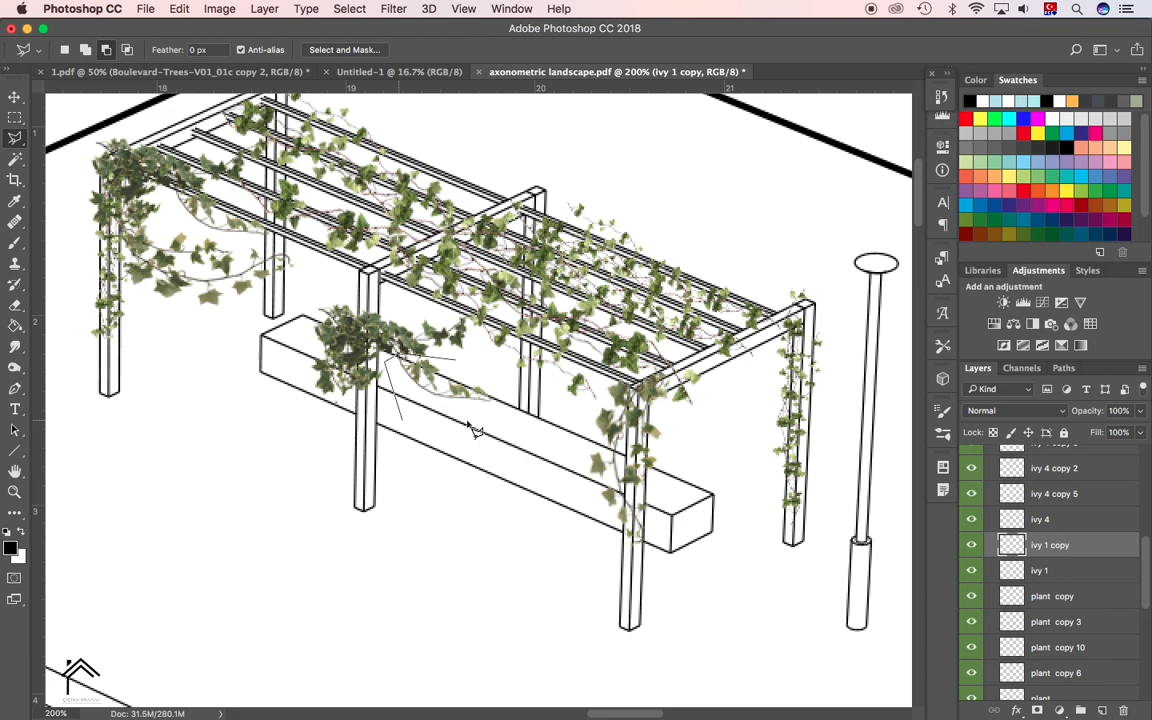 Photoshop CC File Edit Image Layer Type Select Filter 3D View Window Help
Adobe Photoshop CC 2018
Feather: 0 px Anti-alias Select and Mask...
1.pdf @ 50% (Boulevard-Trees-V01_01c copy 2, RGB/8) * Untitled-1 @ 16.7% (RGB/8) axonometric landscape.pdf @ 200% (ivy 1 copy, RGB/8) *
18 19 20 21
1
2
3
4
Color Swatches
Libraries Adjustments Styles
Add an adjustment
Layers Channels Paths
Kind
Normal Opacity: 100%
Lock: Fill: 100%
ivy 4 copy 2
ivy 4 copy 5
ivy 4
ivy 1 copy
ivy 1
plant copy
plant copy 3
plant copy 10
plant copy 6
plant
200% Doc: 31.5M/280.1M